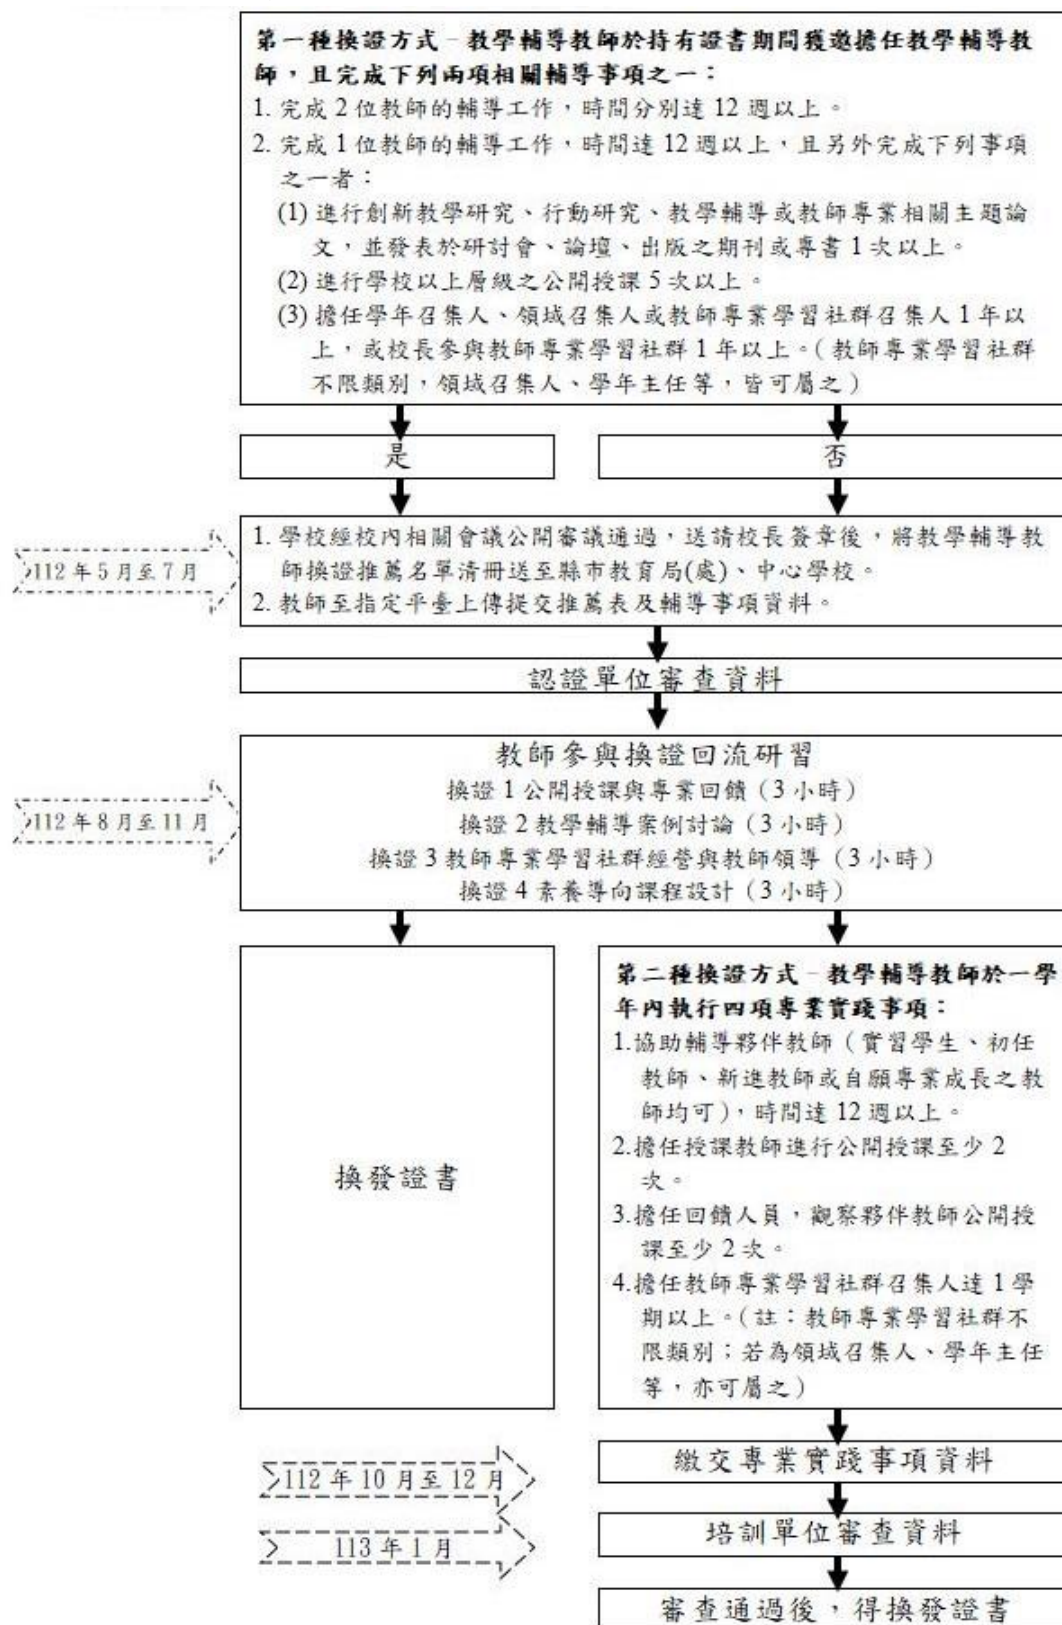 第一種換證方式－教學輔導教師於持有證書期間獲邀擔任教學輔導教
師，且完成下列兩項相關輔導事項之一：
1. 完成 2 位教師的輔導工作，時間分別達 12 週以上。
2. 完成 1 位教師的輔導工作，時間達 12 週以上，且另外完成下列事項
之一者：
(1) 進行創新教學研究、行動研究、教學輔導或教師專業相關主題論
文，並發表於研討會、論壇、出版之期刊或專書 1 次以上。
(2) 進行學校以上層級之公開授課 5 次以上。
(3) 擔任學年召集人、領域召集人或教師專業學習社群召集人 1 年以
上，或校長參與教師專業學習社群 1 年以上。（教師專業學習社群
不限類別，領域召集人、學年主任等，皆可屬之）
是
否
112 年 5 月至 7 月
1. 學校經校內相關會議公開審議通過，送請校長簽章後，將教學輔導教
師換證推薦名單清冊送至縣市教育局(處)、中心學校。
2. 教師至指定平臺上傳提交推薦表及輔導事項資料。
認證單位審查資料
112 年 8 月至 11 月
教師參與換證回流研習
換證 1 公開授課與專業回饋（3 小時）
換證 2 教學輔導案例討論（3 小時）
換證 3 教師專業學習社群經營與教師領導（3 小時）
換證 4 素養導向課程設計（3 小時）
換發證書
第二種換證方式－教學輔導教師於一學
年內執行四項專業實踐事項：
1.協助輔導夥伴教師（實習學生、初任
教師、新進教師或自願專業成長之教
師均可），時間達 12 週以上。
2.擔任授課教師進行公開授課至少 2
次。
3.擔任回饋人員，觀察夥伴教師公開授
課至少 2 次。
4.擔任教師專業學習社群召集人達 1 學
期以上。（註：教師專業學習社群不
限類別；若為領域召集人、學年主任
等，亦可屬之）
112 年 10 月至 12 月
繳交專業實踐事項資料
113 年 1 月
培訓單位審查資料
審查通過後，得換發證書